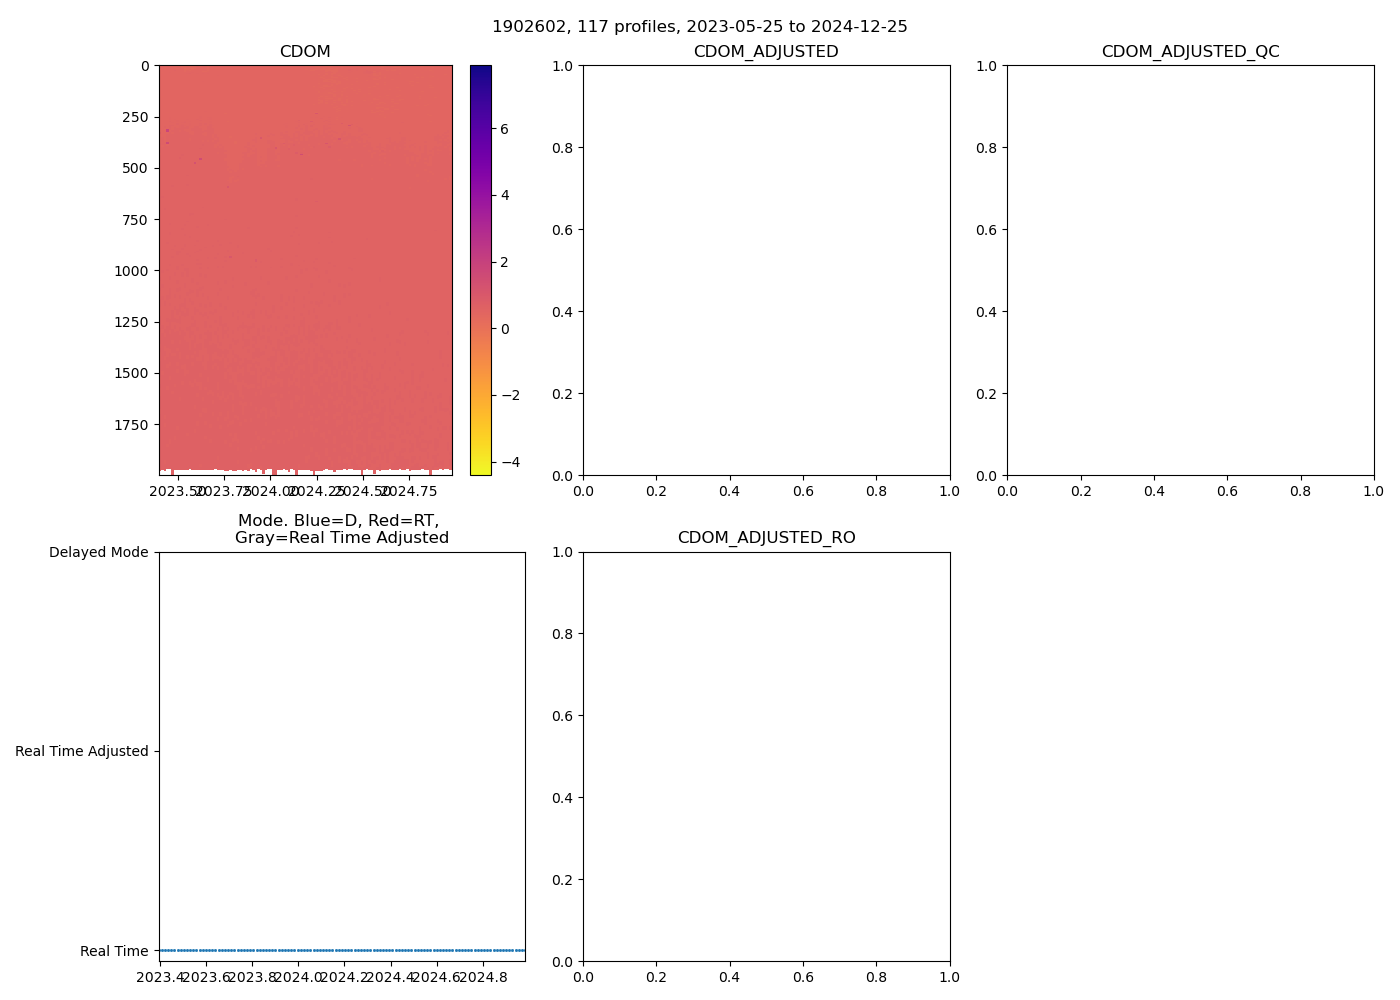 1902602, 117 profiles, 2023-05-25 to 2024-12-25
CDOM
0
250
500
750
1000
1250
1500
1750
2023.50
2023.75
2024.00
2024.25
2024.50
2024.75
6
4
2
0
−2
−4
CDOM_ADJUSTED
1.0
0.8
0.6
0.4
0.2
0.0
0.0 0.2 0.4 0.6 0.8 1.0
CDOM_ADJUSTED_QC
1.0
0.8
0.6
0.4
0.2
0.0
0.0 0.2 0.4 0.6 0.8 1.0
Mode. Blue=D, Red=RT,
Gray=Real Time Adjusted
Delayed Mode
Real Time Adjusted
Real Time
2023.4 2023.6 2023.8 2024.0 2024.2 2024.4 2024.6 2024.8
CDOM_ADJUSTED_RO
1.0
0.8
0.6
0.4
0.2
0.0
0.0 0.2 0.4 0.6 0.8 1.0